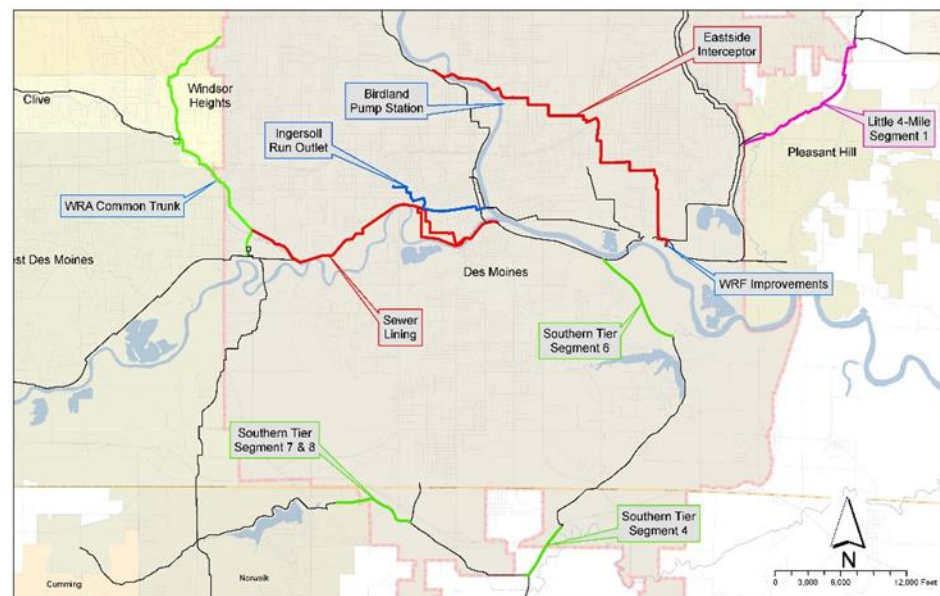 Eastside
Interceptor
Birdland
Pump Station
Windsor
Heights
Clive
Little 4-Mile
Segment 1
Ingersoll
Run Outlet
Pleasant Hill
WRA Common Trunk
st Des Moines
Des Moines
WRF Improvements
Sewer
Lining
Southern Tier
Segment 6
Southern Tier
Segment 7 & 8
Southern Tier
Segment 4
N
Cumming
Norwalk
0 3,000 6,000 12,000 Feet